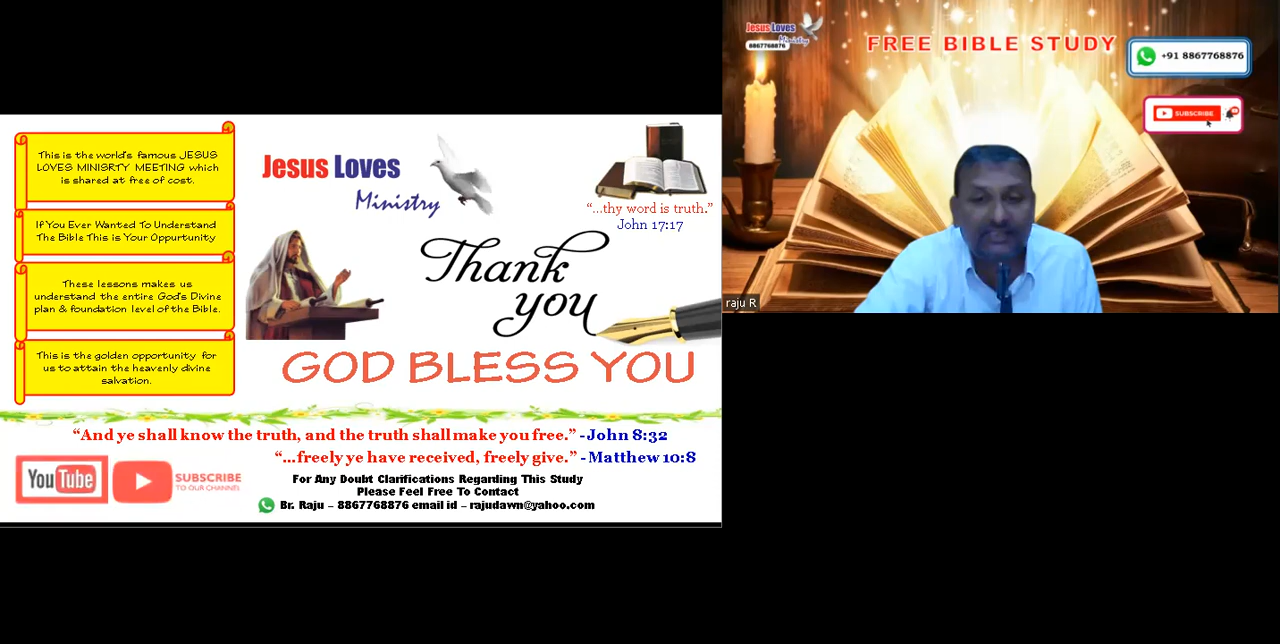 This is the world's famous JESUS
LOVES MINISRTY MEETING which
is shared at free of cost.
If You Ever Wanted To Understand
The Bible This is Your Oppurtunity
These lessons makes us
understand the entire God's Divine
plan & foundation level of the Bible.
This is the golden opportunity for
us to attain the heavenly divine
salvation.
Jesus Loves
Ministry
"...thy word is truth."
John 17:17
Thank
you
GOD BLESS YOU
"And ye shall know the truth, and the truth shall make you free." -John 8:32
"...freely ye have received, freely give." - Matthew 10:8
YouTube
SUBSCRIBE
TO OUR CHANNEL
For Any Doubt Clarifications Regarding This Study
Please Feel Free To Contact
Br. Raju – 8867768876 email id – rajudawn@yahoo.com
Jesus Loves
Ministry
8867768876
FREE BIBLE STUDY
+91 8867768876
SUBSCRIBE
raju R